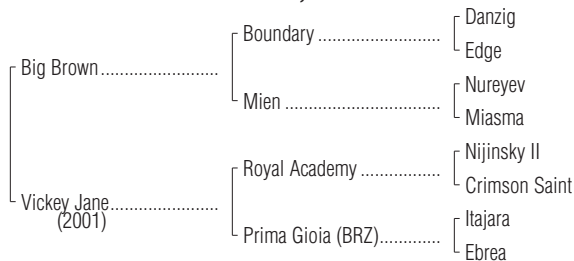 Danzig
Boundary ..........................
Edge
Big Brown.........................
Nureyev
Mien .................................
Miasma
Nijinsky II
Royal Academy .................
Crimson Saint
Vickey Jane.......................
(2001)
Itajara
Prima Gioia (BRZ).............
Ebrea